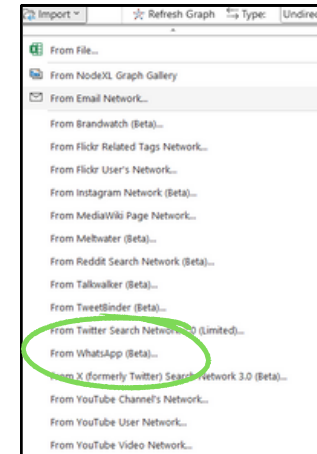 Import Refresh Graph Type: Undirec
From File...
From NodeXL Graph Gallery
From Email Network...
From Brandwatch (Beta)...
From Flickr Related Tags Network...
From Flickr User's Network...
From Instagram Network (Beta)...
From MediaWiki Page Network...
From Meltwater (Beta)...
From Reddit Search Network (Beta)...
From Talkwalker (Beta)...
From TweetBinder (Beta)...
From Twitter Search Network 2.0 (Limited)...
From WhatsApp (Beta)...
From X (formerly Twitter) Search Network 3.0 (Beta)...
From YouTube Channel's Network...
From YouTube User Network...
From YouTube Video Network...